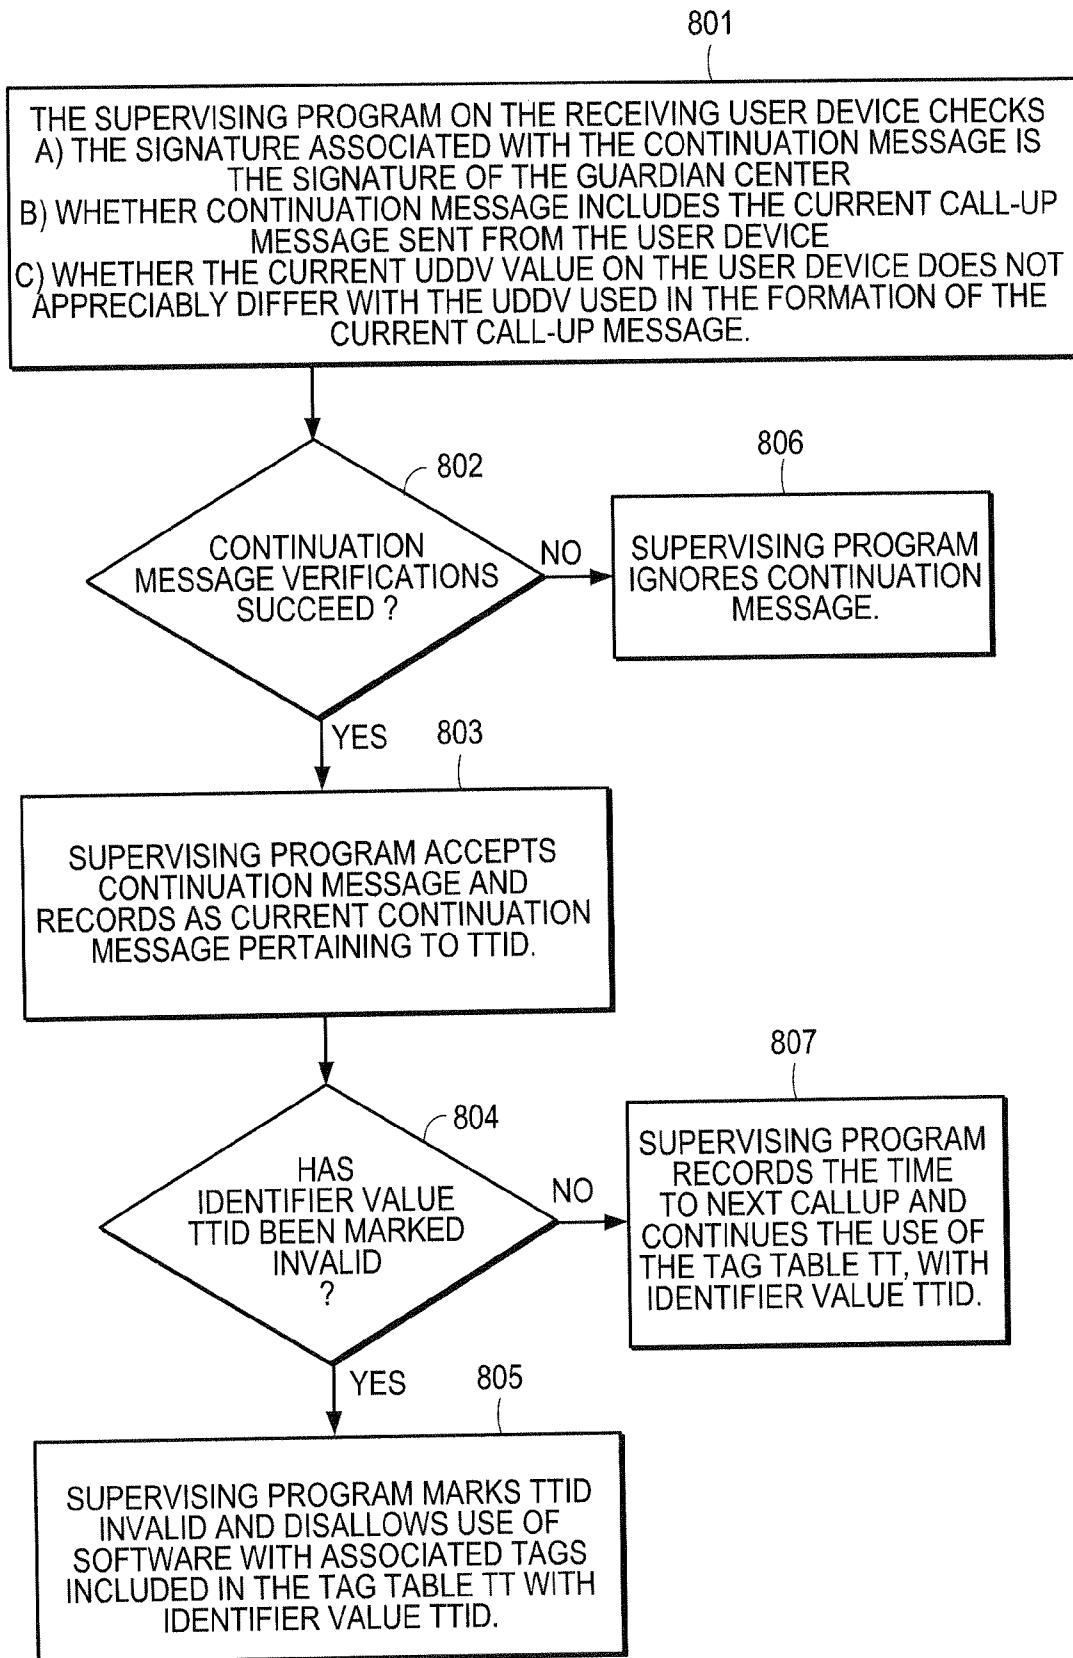 801
THE SUPERVISING PROGRAM ON THE RECEIVING USER DEVICE CHECKS
A) THE SIGNATURE ASSOCIATED WITH THE CONTINUATION MESSAGE IS
THE SIGNATURE OF THE GUARDIAN CENTER
B) WHETHER CONTINUATION MESSAGE INCLUDES THE CURRENT CALL-UP
MESSAGE SENT FROM THE USER DEVICE
C) WHETHER THE CURRENT UDDV VALUE ON THE USER DEVICE DOES NOT
APPRECIABLY DIFFER WITH THE UDDV USED IN THE FORMATION OF THE
CURRENT CALL-UP MESSAGE.
802
CONTINUATION
MESSAGE VERIFICATIONS
SUCCEED ?
NO
806
SUPERVISING PROGRAM
IGNORES CONTINUATION
MESSAGE.
YES
803
SUPERVISING PROGRAM ACCEPTS
CONTINUATION MESSAGE AND
RECORDS AS CURRENT CONTINUATION
MESSAGE PERTAINING TO TTID.
804
HAS
IDENTIFIER VALUE
TTID BEEN MARKED
INVALID
?
NO
807
SUPERVISING PROGRAM
RECORDS THE TIME
TO NEXT CALLUP AND
CONTINUES THE USE OF
THE TAG TABLE TT, WITH
IDENTIFIER VALUE TTID.
YES
805
SUPERVISING PROGRAM MARKS TTID
INVALID AND DISALLOWS USE OF
SOFTWARE WITH ASSOCIATED TAGS
INCLUDED IN THE TAG TABLE TT WITH
IDENTIFIER VALUE TTID.